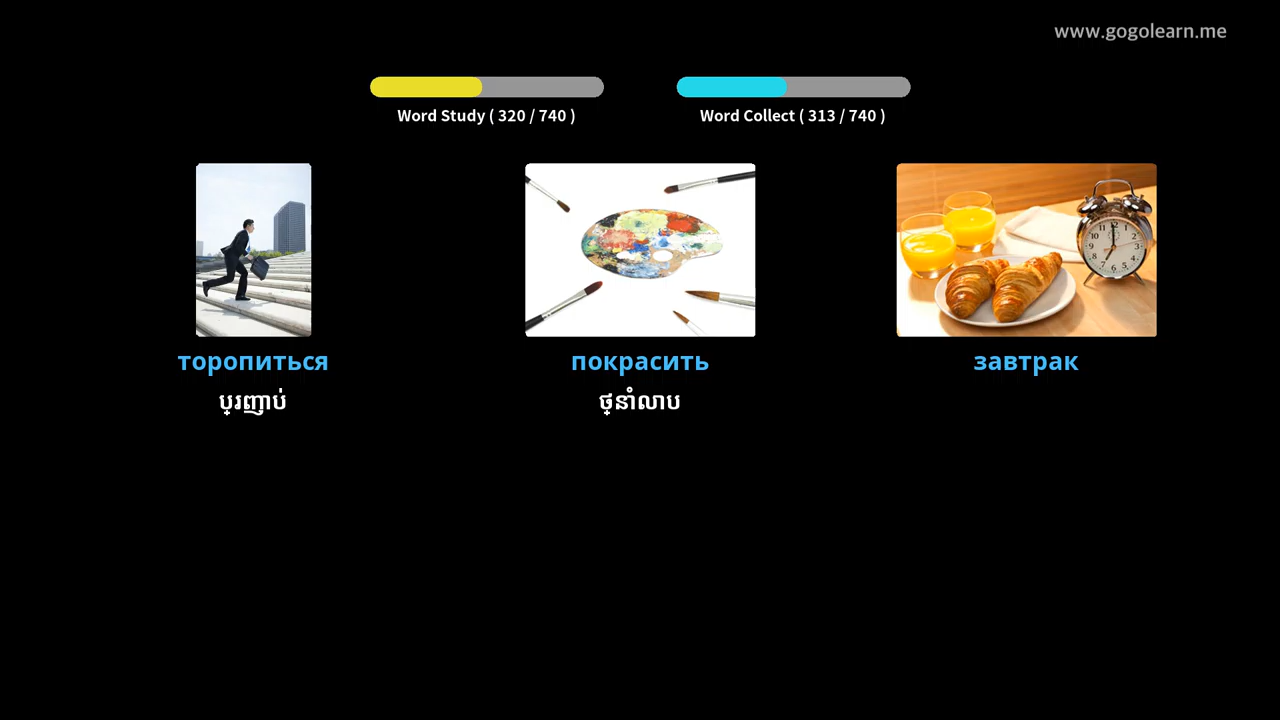 www.gogolearn.me
Word Study ( 320 / 740 )
Word Collect ( 313 / 740 )
торопиться
ប្រញាប់
покрасить
ថ្នាំលាប
завтрак